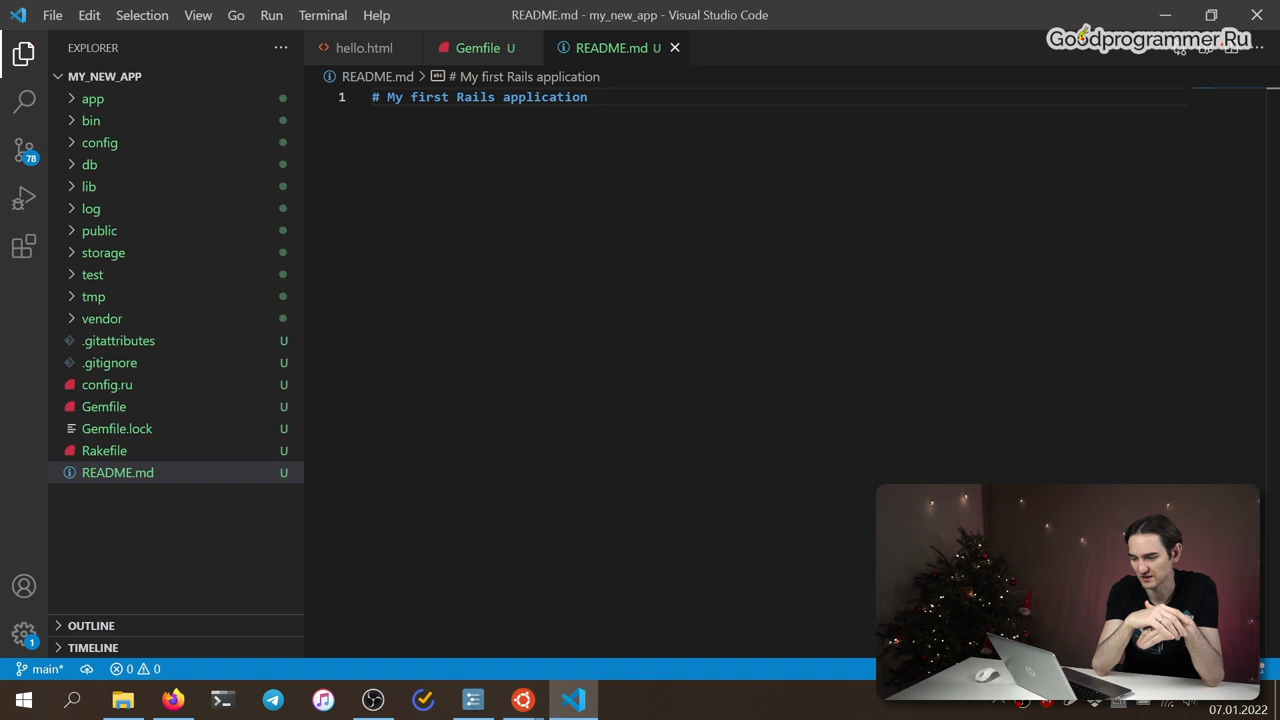 File Edit Selection View Go Run Terminal Help
README.md - my_new_app - Visual Studio Code
Goodprogrammer.Ru
EXPLORER
hello.html
Gemfile U
README.md U
MY_NEW_APP
README.md > # My first Rails application
1 # My first Rails application
app
bin
config
78
db
lib
log
public
storage
test
tmp
vendor
.gitattributes U
.gitignore U
config.ru U
Gemfile U
Gemfile.lock U
Rakefile U
README.md U
OUTLINE
1
TIMELINE
main*
0 0
07.01.2022